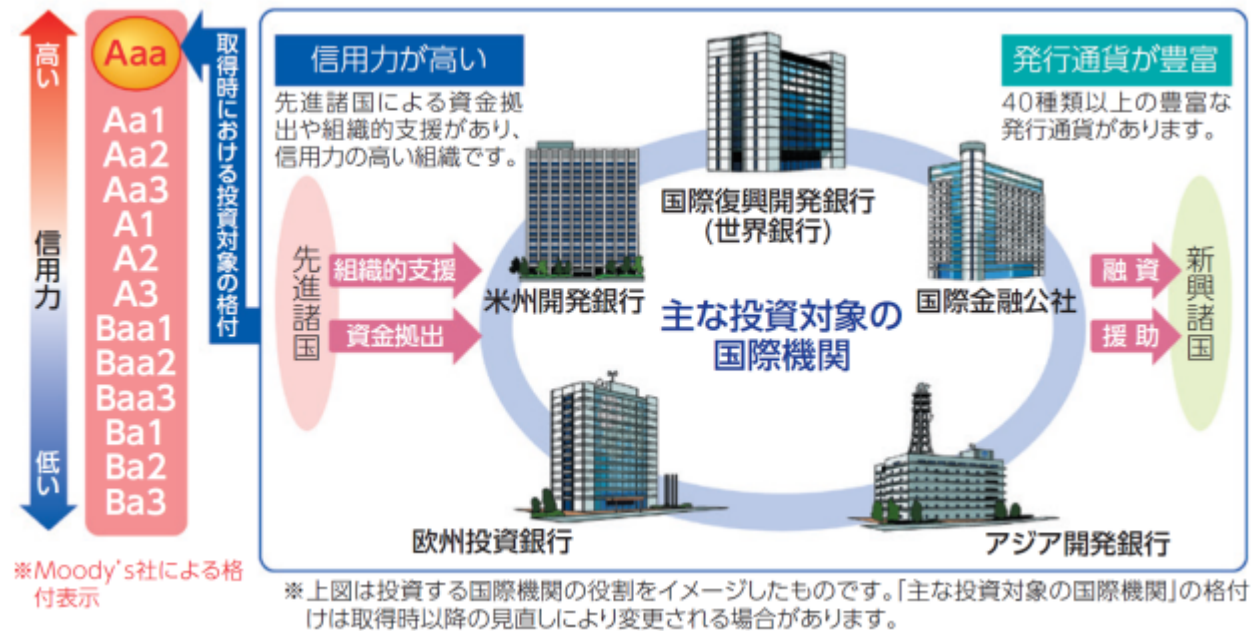 高い
信用力
低い
Aaa
Aa1
Aa2
Aa3
A1
A2
A3
Baa1
Baa2
Baa3
Ba1
Ba2
Ba3
※Moody's社による格
付表示
取得時における投資対象の格付
信用力が高い
先進諸国による資金拠
出や組織的支援があり、
信用力の高い組織です。
発行通貨が豊富
40種類以上の豊富な
発行通貨があります。
先進諸国
組織的支援
資金拠出
国際復興開発銀行
(世界銀行)
米州開発銀行
国際金融公社
主な投資対象の
国際機関
欧州投資銀行
アジア開発銀行
融資
援助
新興諸国
※上図は投資する国際機関の役割をイメージしたものです。「主な投資対象の国際機関」の格付
けは取得時以降の見直しにより変更される場合があります。